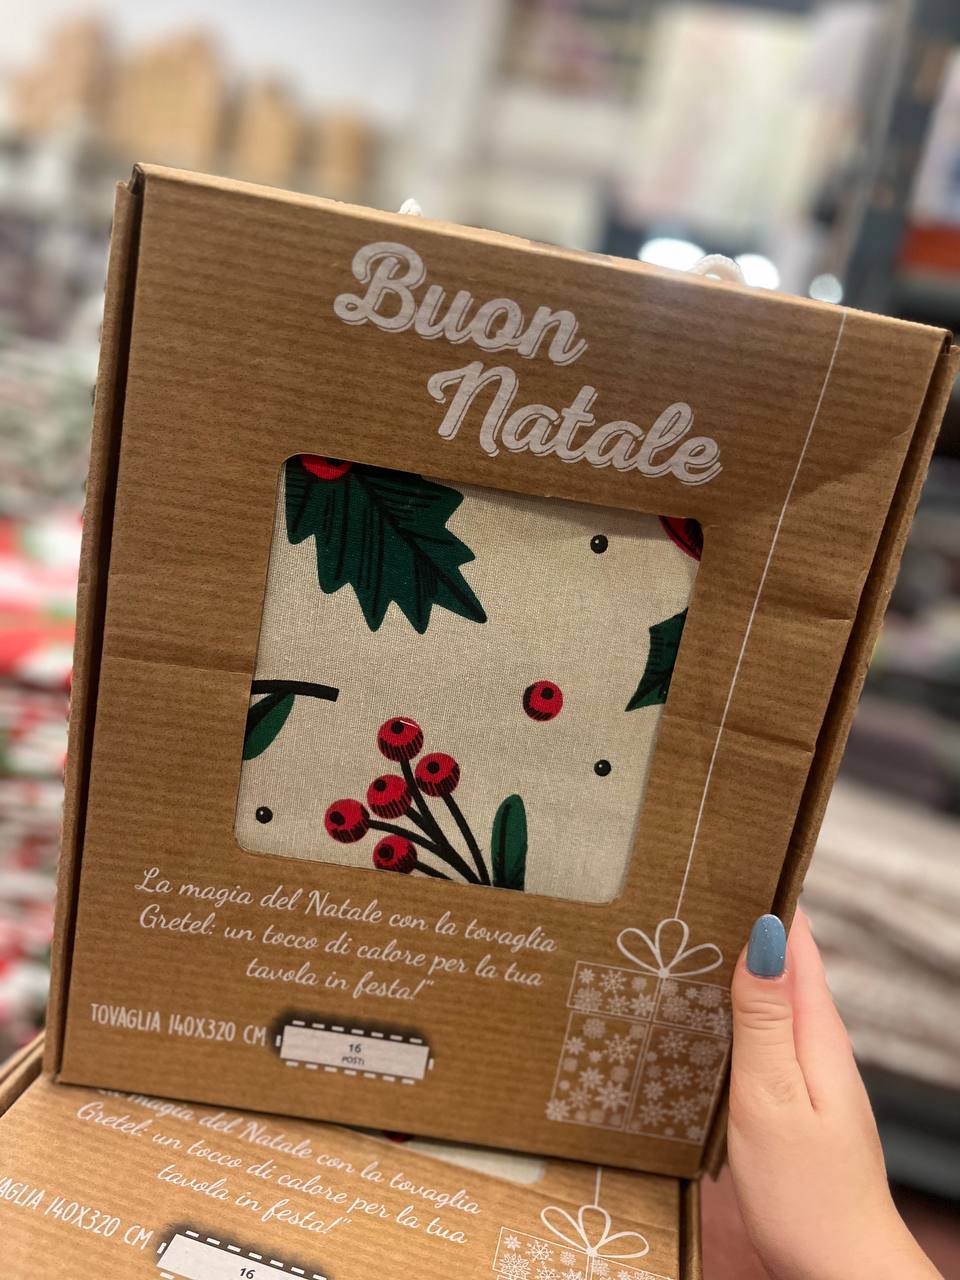 Buon
Natale
La magia del Natale con la tovaglia
Gretel: un tocco di calore per la tua
tavola in festa!"
TOVAGLIA 140X320 CM
16
POSTI
magia del Natale con la tovaglia
Gretel: un tocco di calore per la tua
tavola in festa!"
VAGLIA 140X320 CM
16